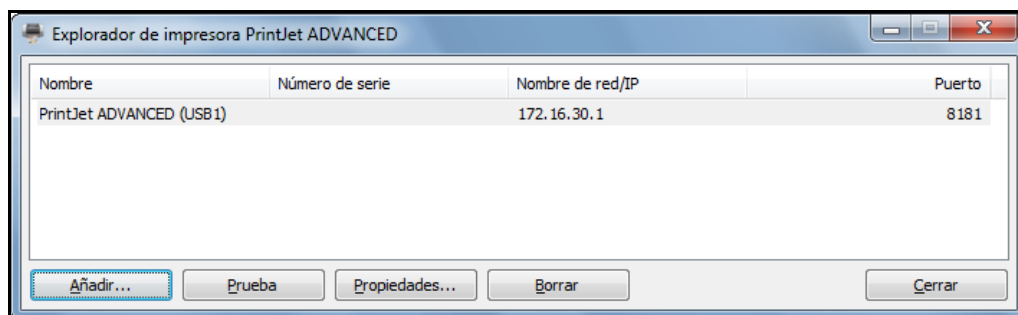 Explorador de impresora PrintJet ADVANCED
Nombre Número de serie Nombre de red/IP Puerto
PrintJet ADVANCED (USB1) 172.16.30.1 8181
Añadir... Prueba Propiedades... Borrar Cerrar